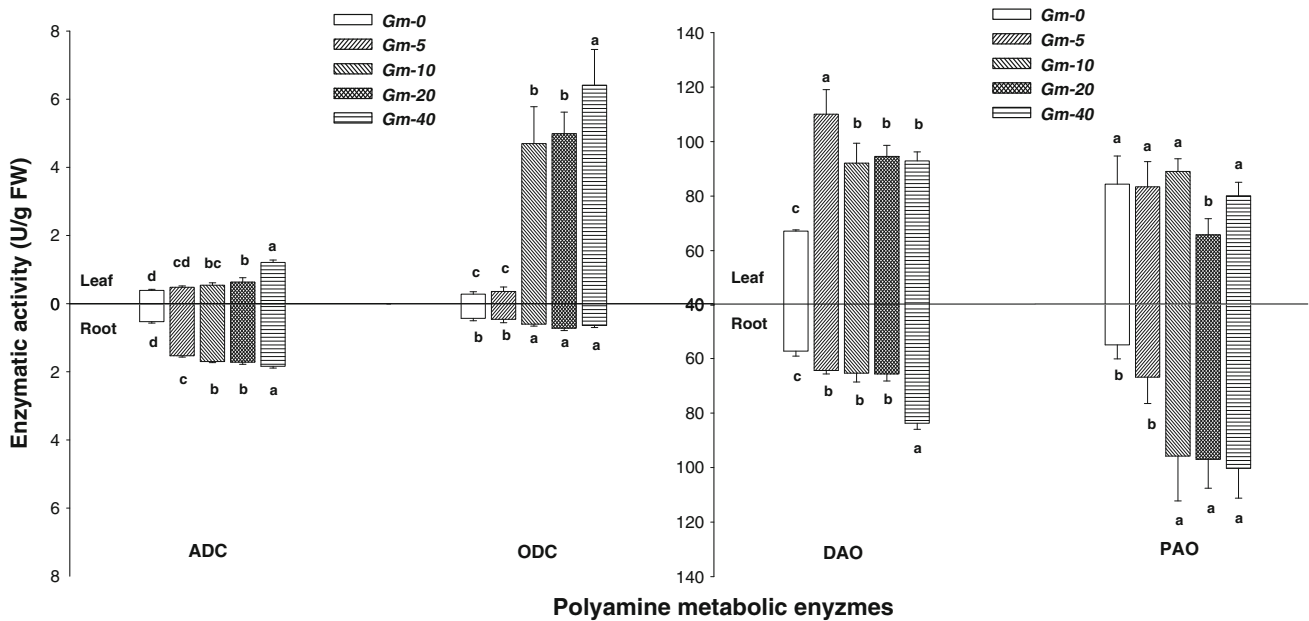 Enzymatic activity (U/g FW)
8
6
4
2
0
2
4
6
8
Leaf
Root
Gm-0
Gm-5
Gm-10
Gm-20
Gm-40
d cd bc b a
d c b b a
ADC
c c b b a
b b a a a
ODC
140
120
100
80
60
40
60
80
100
120
140
Leaf
Root
Gm-0
Gm-5
Gm-10
Gm-20
Gm-40
c a b b b
c b b b a
DAO
a a a b a
b b a a a
PAO
Polyamine metabolic enyzmes